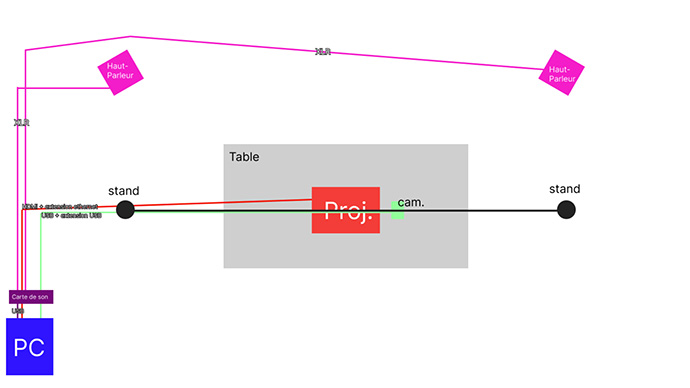 XLR
Haut-
Parleur
Haut-
Parleur
XLR
Table
stand
stand
cam.
Proj.
HDMI + extension ethernet
USB + extension USB
Carte de son
USB
PC